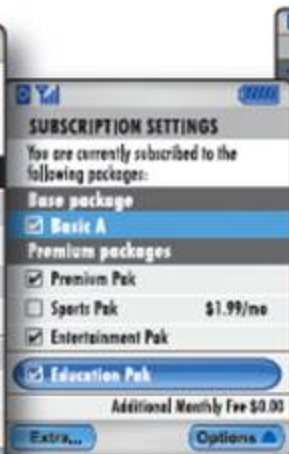 SUBSCRIPTION SETTINGS
You are currently subscribed to the
following packages:
Base package
Basic A
Premium packages
Premium Pak
Sports Pak $1.99/mo
Entertainment Pak
Education Pak
Additional Monthly Fee $0.00
Extra... Options